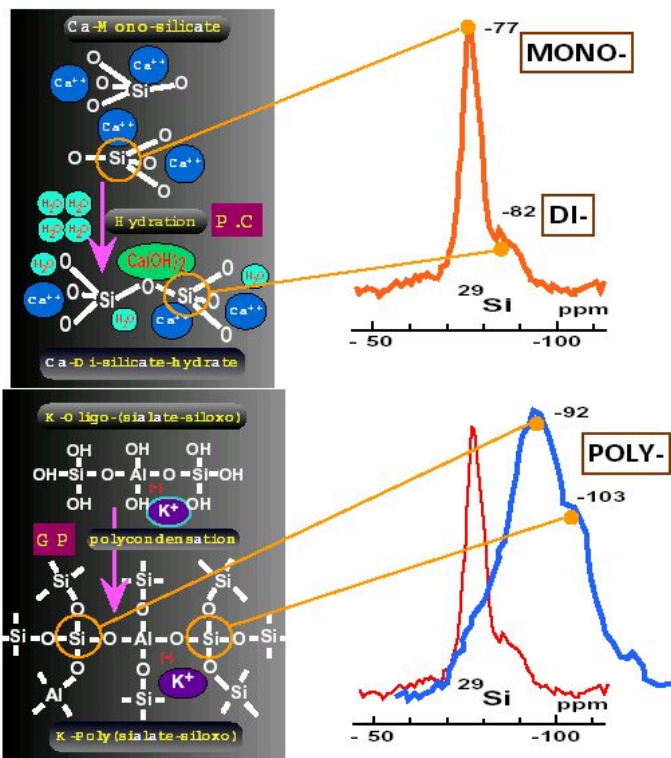 Ca-Mono-silicate
Ca++
O
Ca++
O Si O
O
Ca++
O
O Si O Ca++
O
H2O H2O
H2O H2O
Hydration P.C
H2O
Ca(OH)2
O O H2O
O Si O Si O
Ca++ H2O Ca++ Ca++
O O
Ca-Di-silicate-hydrate
-77
MONO-
-82
DI-
29Si
ppm
- 50 -100
K-Oligo-(sialate-siloxo)
OH OH OH
OH Si O Al O Si OH
OH OH (-) OH
K+
GP polycondensation
Si Si Si
O O O
Si O Si O Al O Si O Si
O O (-) O
Al Si K+ Si
K-Poly(sialate-siloxo)
-92
POLY-
-103
29Si
ppm
- 50 -100